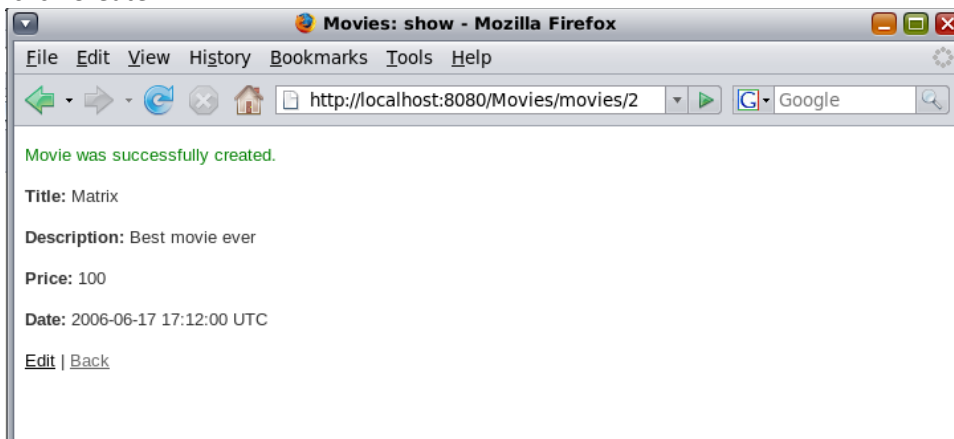 Movies: show - Mozilla Firefox
File Edit View History Bookmarks Tools Help
http://localhost:8080/Movies/movies/2 G Google
Movie was successfully created.
Title: Matrix
Description: Best movie ever
Price: 100
Date: 2006-06-17 17:12:00 UTC
Edit | Back